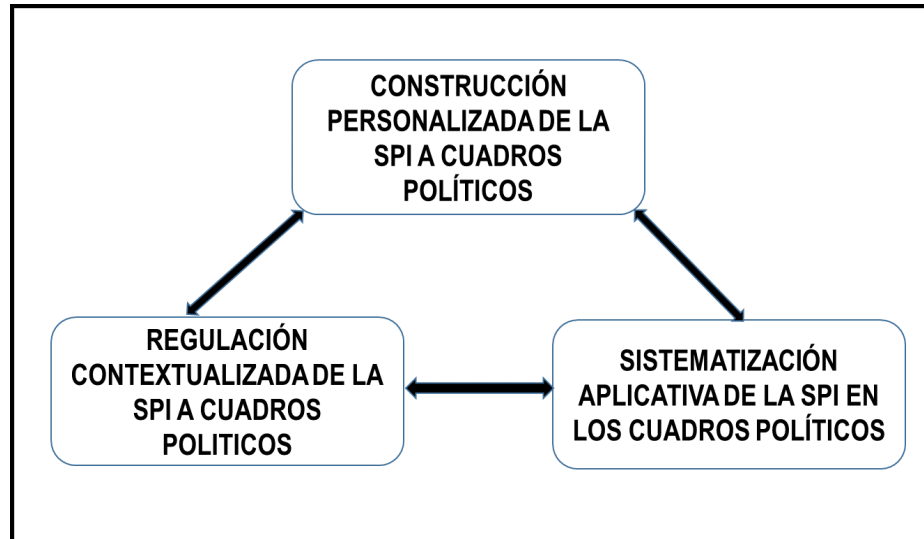 CONSTRUCCIÓN
PERSONALIZADA DE LA
SPI A CUADROS
POLÍTICOS
REGULACIÓN
CONTEXTUALIZADA DE LA
SPI A CUADROS
POLITICOS
SISTEMATIZACIÓN
APLICATIVA DE LA SPI EN
LOS CUADROS POLÍTICOS